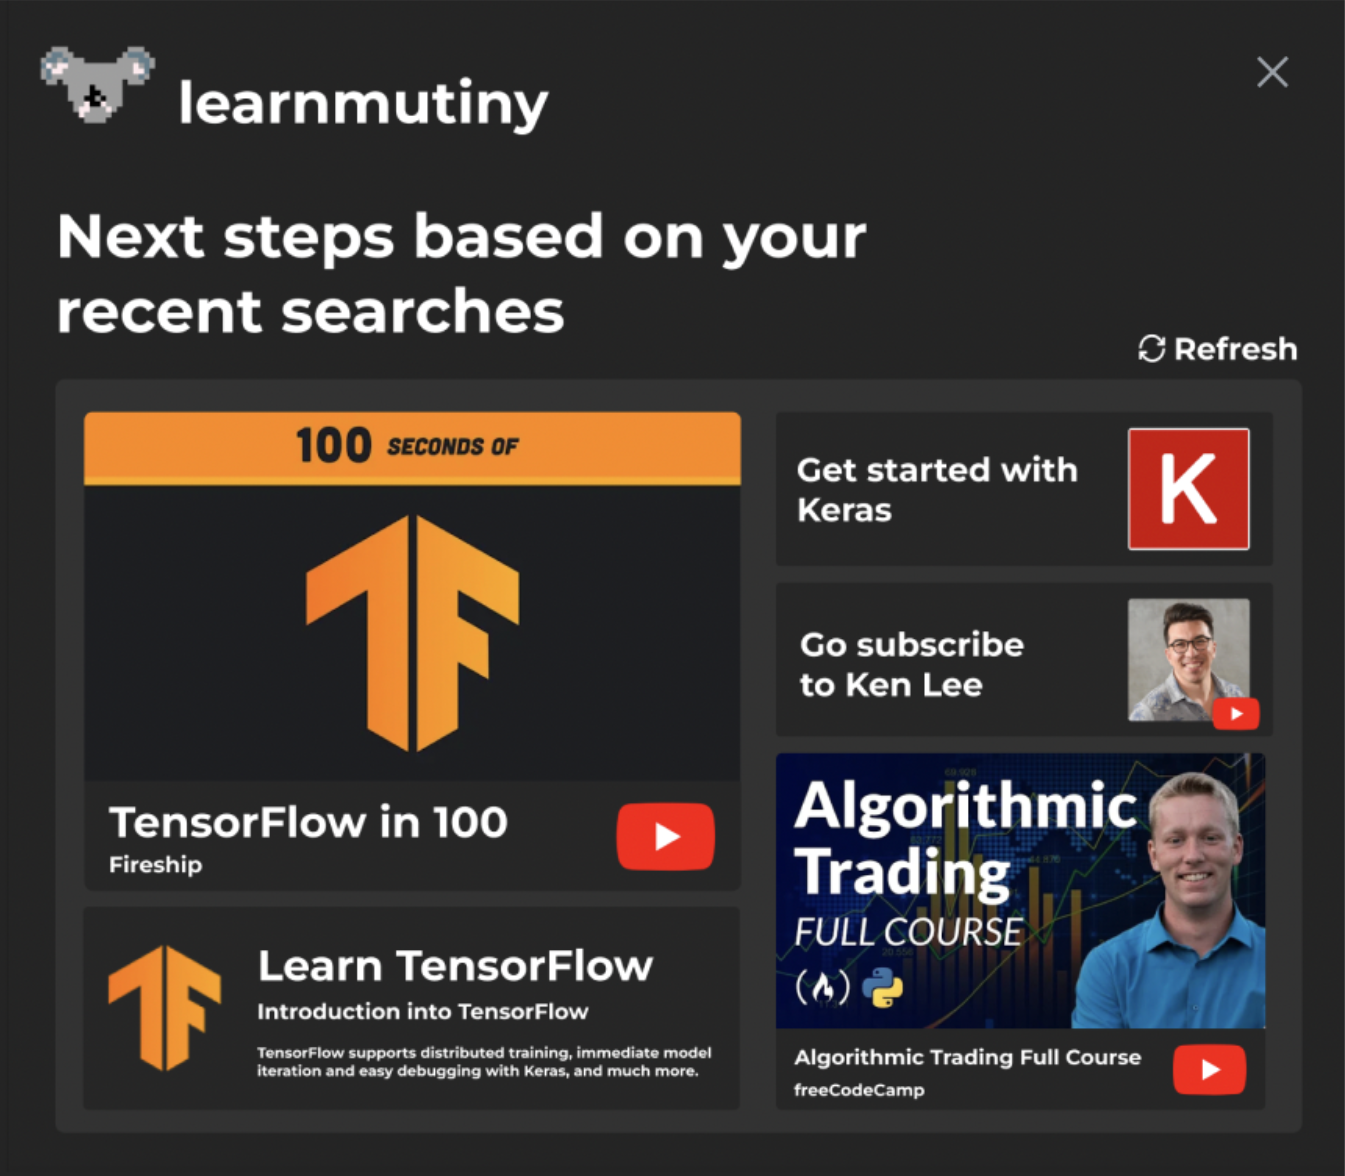 learnmutiny
Next steps based on your
recent searches
Refresh
100 SECONDS OF
TensorFlow in 100
Fireship
Learn TensorFlow
Introduction into TensorFlow
TensorFlow supports distributed training, immediate model
iteration and easy debugging with Keras, and much more.
Get started with
Keras
K
Go subscribe
to Ken Lee
Algorithmic
Trading
FULL COURSE
Algorithmic Trading Full Course
freeCodeCamp